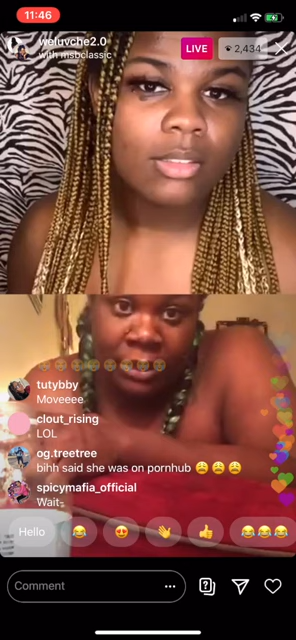 11:46
weluvche2.0
LIVE
2,434
with msbclassic
tutybby
Moveeee
clout_rising
LOL
og.treetree
bihh said she was on pornhub 😩😩😩
spicymafia_official
Wait-
Hello 😂 😍 👋 👍 😂😂😂
Comment